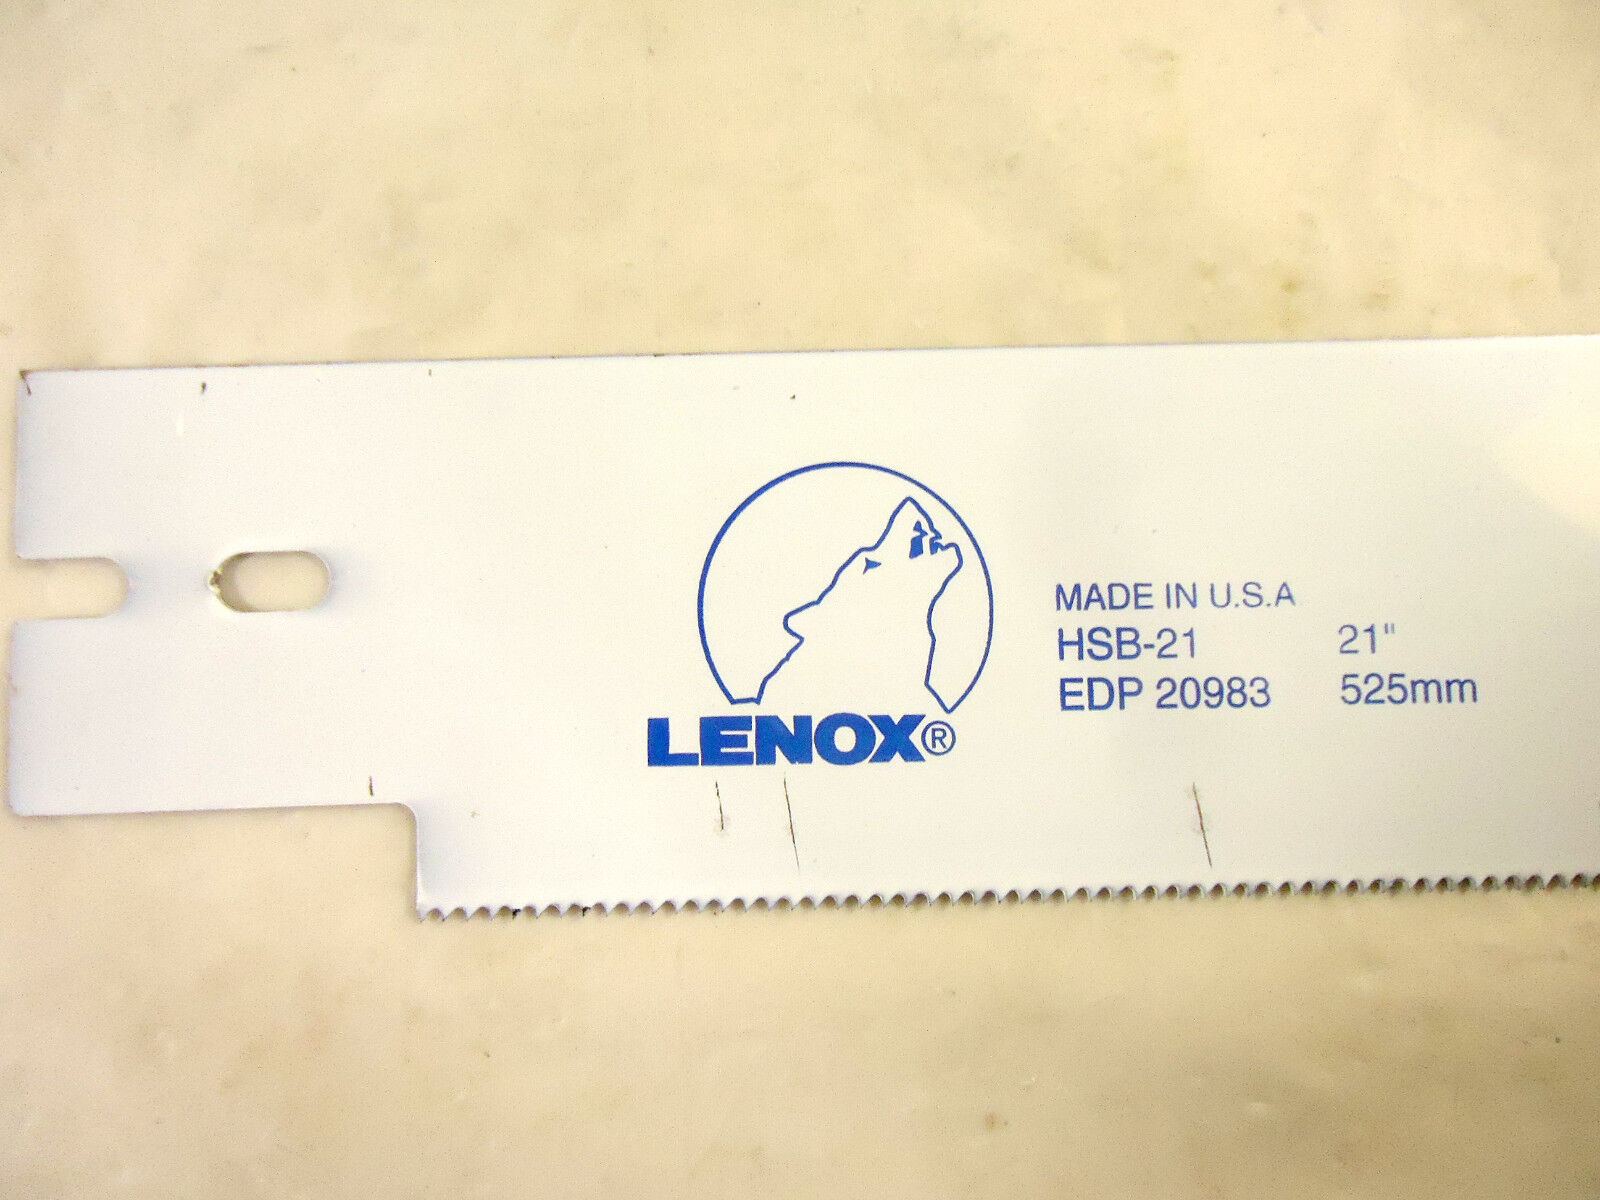 LENOX®
MADE IN U.S.A
HSB-21 21"
EDP 20983 525mm